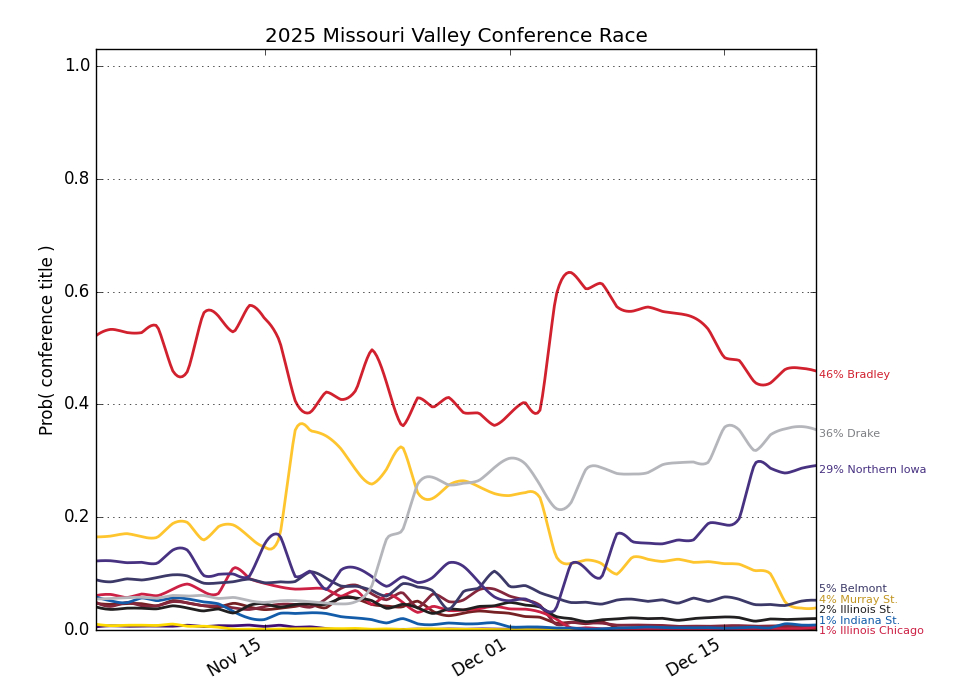 2025 Missouri Valley Conference Race
1.0
0.8
0.6
0.4
0.2
0.0
Prob( conference title )
Nov 15
Dec 01
Dec 15
46% Bradley
36% Drake
29% Northern Iowa
5% Belmont
4% Murray St.
2% Illinois St.
1% Indiana St.
1% Illinois Chicago